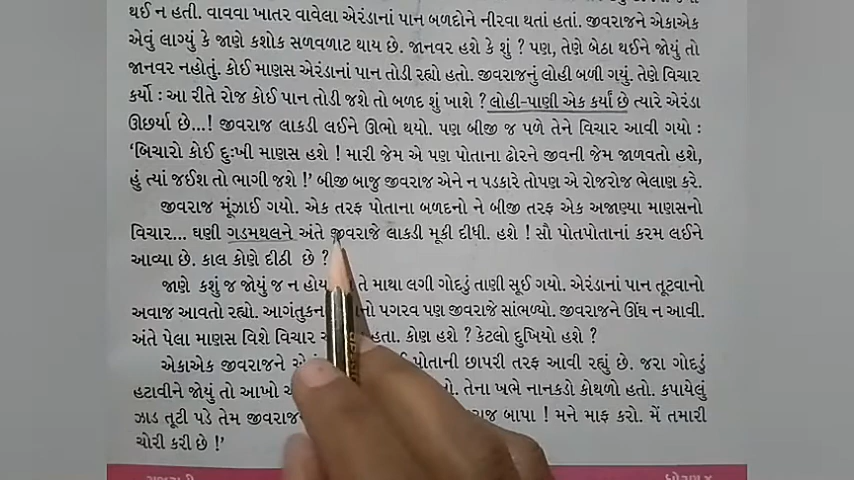 થઈ ન હતી. વાવવા ખાતર વાવેલા એરંડાનાં પાન બળદોને નીરવા થતાં હતાં. જીવરાજને એકાએક
એવું લાગ્યું કે જાણે કશોક સળવળાટ થાય છે. જાનવર હશે કે શું ? પણ, તેણે બેઠા થઈને જોયું તો
જાનવર નહોતું. કોઈ માણસ એરંડાનાં પાન તોડી રહ્યો હતો. જીવરાજનું લોહી બળી ગયું. તેણે વિચાર
કર્યો : આ રીતે રોજ કોઈ પાન તોડી જશે તો બળદ શું ખાશે ? લોહી-પાણી એક કર્યાં છે ત્યારે એરંડા
ઊછર્યા છે...! જીવરાજ લાકડી લઈને ઊભો થયો. પણ બીજી જ પળે તેને વિચાર આવી ગયો :
‘બિચારો કોઈ દુઃખી માણસ હશે ! મારી જેમ એ પણ પોતાના ઢોરને જીવની જેમ જાળવતો હશે,
હું ત્યાં જઈશ તો ભાગી જશે !’ બીજી બાજુ જીવરાજ એને ન પડકારે તોપણ એ રોજરોજ ભેલાણ કરે.
જીવરાજ મૂંઝાઈ ગયો. એક તરફ પોતાના બળદનો ને બીજી તરફ એક અજાણ્યા માણસનો
વિચાર... ઘણી ગડમથલને અંતે જીવરાજે લાકડી મૂકી દીધી. હશે ! સૌ પોતપોતાનાં કરમ લઈને
આવ્યા છે. કાલ કોણે દીઠી છે ?
જાણે કશું જ જોયું જ ન હોય તે માથા લગી ગોદડું તાણી સૂઈ ગયો. એરંડાનાં પાન તૂટવાનો
અવાજ આવતો રહ્યો. આગંતુકના નો પગરવ પણ જીવરાજે સાંભળ્યો. જીવરાજને ઊંઘ ન આવી.
અંતે પેલા માણસ વિશે વિચાર હતા. કોણ હશે ? કેટલો દુખિયો હશે ?
એકાએક જીવરાજને પોતાની છાપરી તરફ આવી રહ્યું છે. જરા ગોદડું
હટાવીને જોયું તો આખો તેના ખભે નાનકડો કોથળો હતો. કપાયેલું
ઝાડ તૂટી પડે તેમ જીવરાજ બાપા ! મને માફ કરો. મેં તમારી
ચોરી કરી છે !’